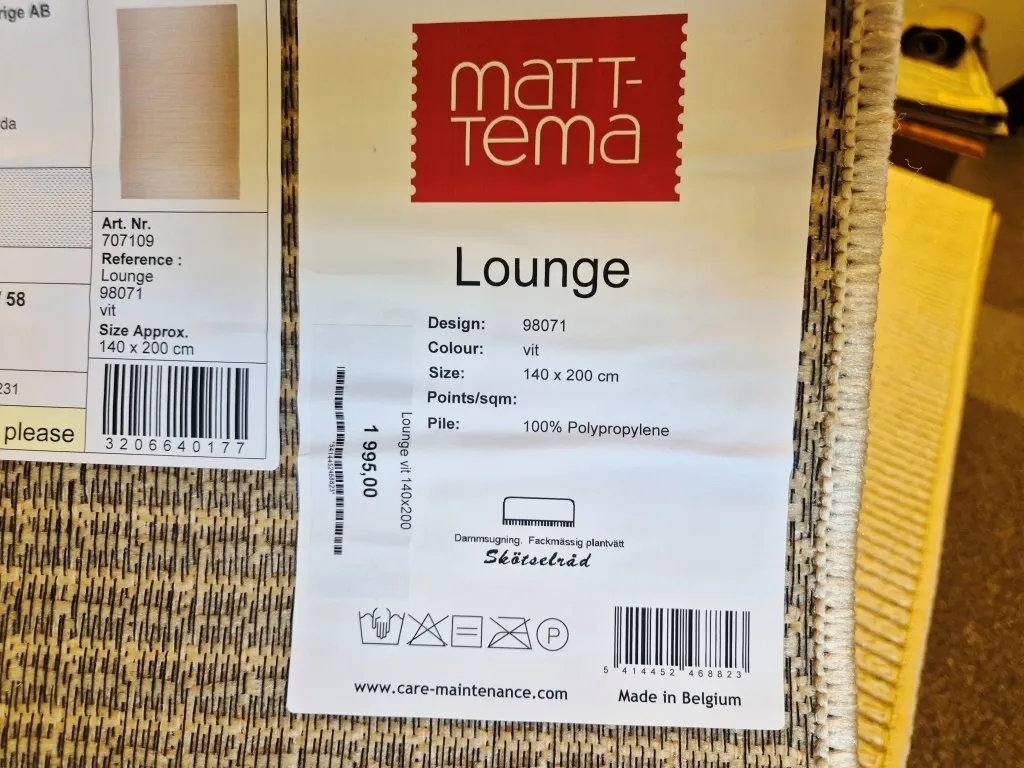 rige AB
da
58
231
please
Art. Nr.
707109
Reference :
Lounge
98071
vit
Size Approx.
140 x 200 cm
3206640177
maTT-
Tema
Lounge
Design: 98071
Colour: vit
Size: 140 x 200 cm
Points/sqm:
Pile: 100% Polypropylene
Lounge vit 140x200
1 995,00
*5414452468823*
Dammsugning. Fackmässig plantvätt
Skötselråd
P
www.care-maintenance.com
5 414452 468823
Made in Belgium